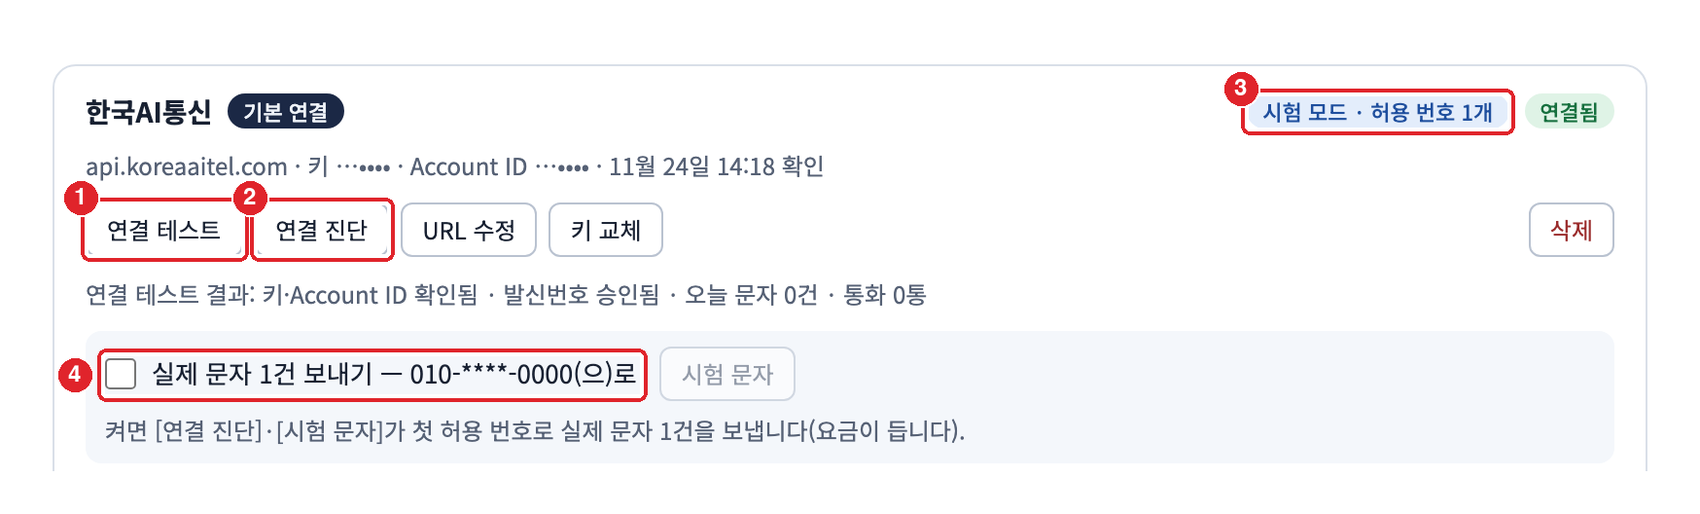 한국AI통신 기본 연결 3 시험 모드 · 허용 번호 1개 연결됨
api.koreaaitel.com · 키 ···•••• · Account ID ···•••• · 11월 24일 14:18 확인
1 연결 테스트 2 연결 진단 URL 수정 키 교체 삭제
연결 테스트 결과: 키·Account ID 확인됨 · 발신번호 승인됨 · 오늘 문자 0건 · 통화 0통
4 실제 문자 1건 보내기 — 010-****-0000(으)로 시험 문자
켜면 [연결 진단]·[시험 문자]가 첫 허용 번호로 실제 문자 1건을 보냅니다(요금이 듭니다).